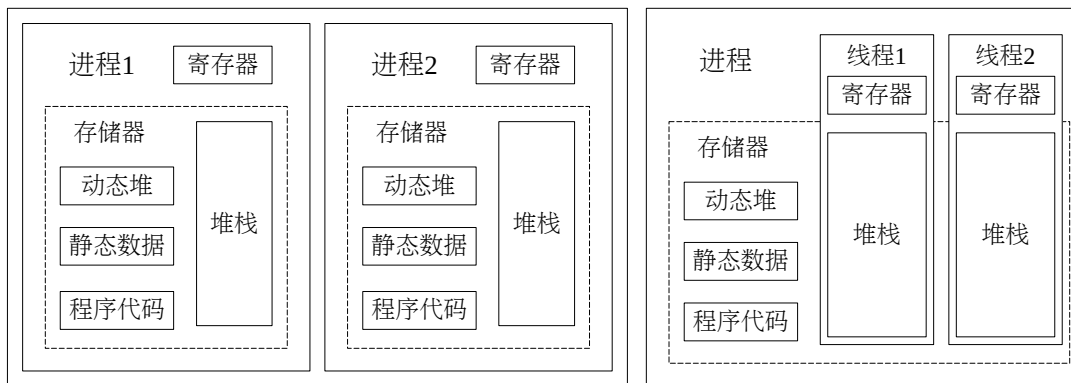 进程1
寄存器
存储器
动态堆
静态数据
程序代码
堆栈
进程2
寄存器
存储器
动态堆
静态数据
程序代码
堆栈
进程
存储器
动态堆
静态数据
程序代码
线程1
寄存器
堆栈
线程2
寄存器
堆栈